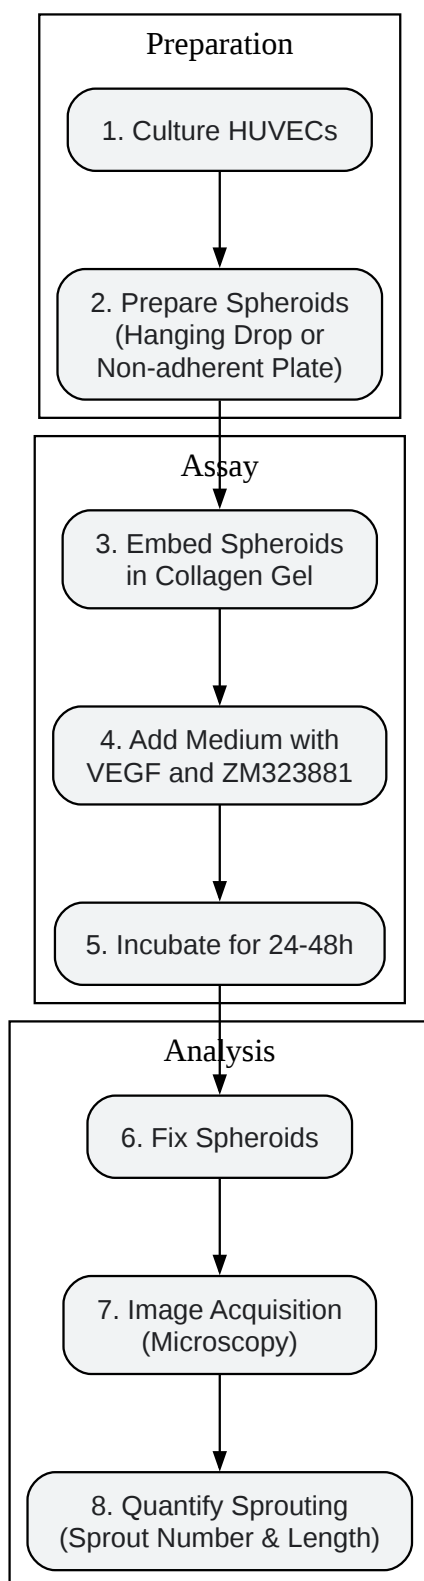 Preparation
1. Culture HUVECs
2. Prepare Spheroids
(Hanging Drop or
Non-adherent Plate)
Assay
3. Embed Spheroids
in Collagen Gel
4. Add Medium with
VEGF and ZM323881
5. Incubate for 24-48h
Analysis
6. Fix Spheroids
7. Image Acquisition
(Microscopy)
8. Quantify Sprouting
(Sprout Number & Length)